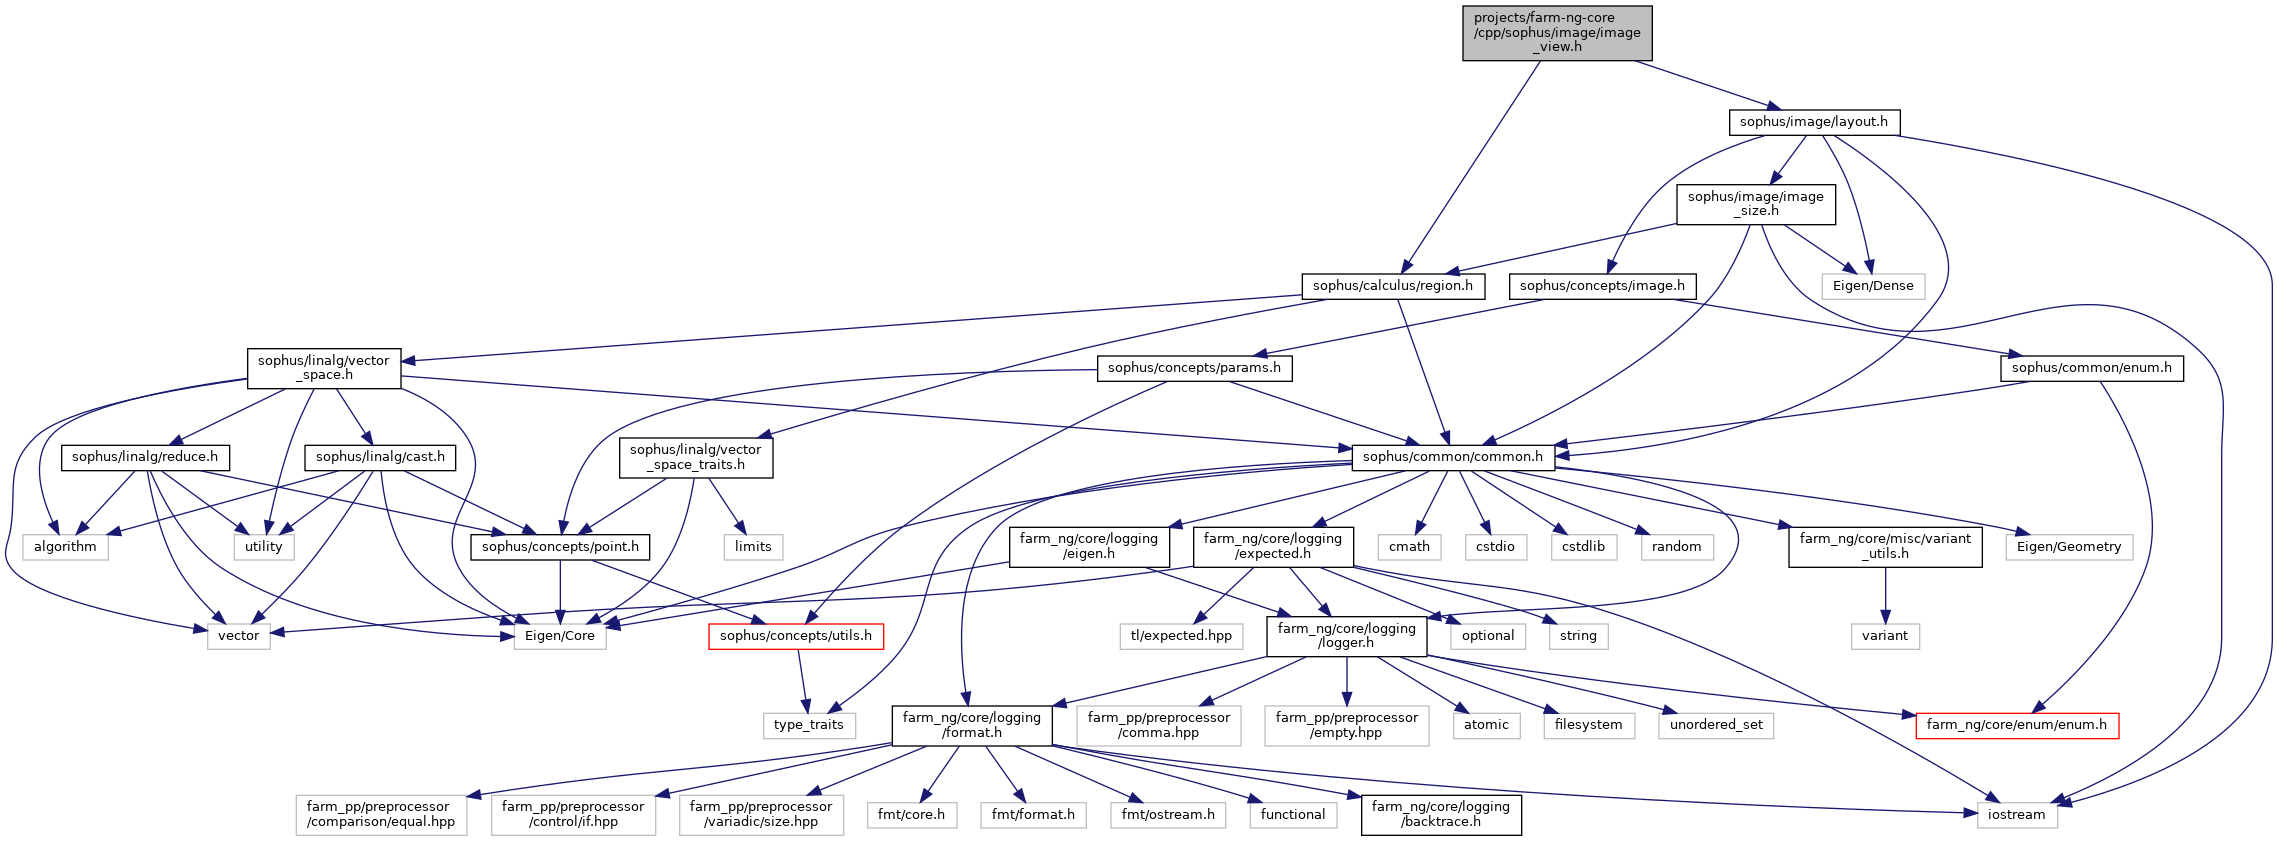 projects/farm-ng-core
/cpp/sophus/image/image
_view.h
sophus/image/layout.h
sophus/image/image
_size.h
sophus/calculus/region.h
sophus/concepts/image.h
Eigen/Dense
sophus/linalg/vector
_space.h
sophus/concepts/params.h
sophus/common/enum.h
sophus/linalg/reduce.h
sophus/linalg/cast.h
sophus/linalg/vector
_space_traits.h
sophus/common/common.h
algorithm
utility
sophus/concepts/point.h
limits
farm_ng/core/logging
/eigen.h
farm_ng/core/logging
/expected.h
cmath
cstdio
cstdlib
random
farm_ng/core/misc/variant
_utils.h
Eigen/Geometry
vector
Eigen/Core
sophus/concepts/utils.h
tl/expected.hpp
farm_ng/core/logging
/logger.h
optional
string
variant
type_traits
farm_ng/core/logging
/format.h
farm_pp/preprocessor
/comma.hpp
farm_pp/preprocessor
/empty.hpp
atomic
filesystem
unordered_set
farm_ng/core/enum/enum.h
farm_pp/preprocessor
/comparison/equal.hpp
farm_pp/preprocessor
/control/if.hpp
farm_pp/preprocessor
/variadic/size.hpp
fmt/core.h
fmt/format.h
fmt/ostream.h
functional
farm_ng/core/logging
/backtrace.h
iostream